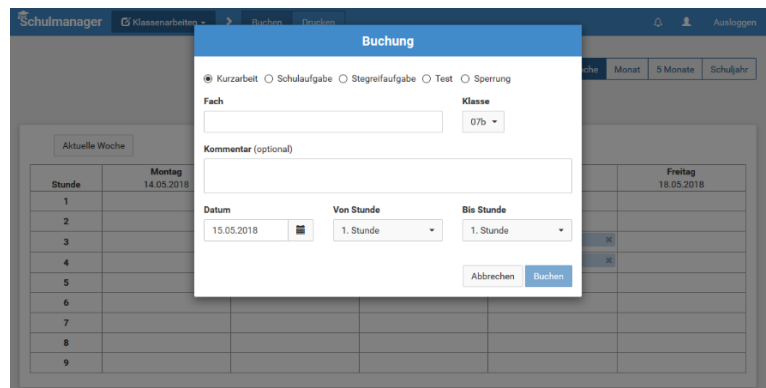 Schulmanager Klassenarbeiten Buchen Drucken Ausloggen
Buchung
Monat 5 Monate Schuljahr
Kurzarbeit Schulaufgabe Stegreifaufgabe Test Sperrung
Fach Klasse
07b
Aktuelle Woche
Kommentar (optional)
Montag Freitag
Stunde 14.05.2018 18.05.2018
1
2
Datum Von Stunde Bis Stunde
15.05.2018 1. Stunde 1. Stunde
3
4
Abbrechen Buchen
5
6
7
8
9